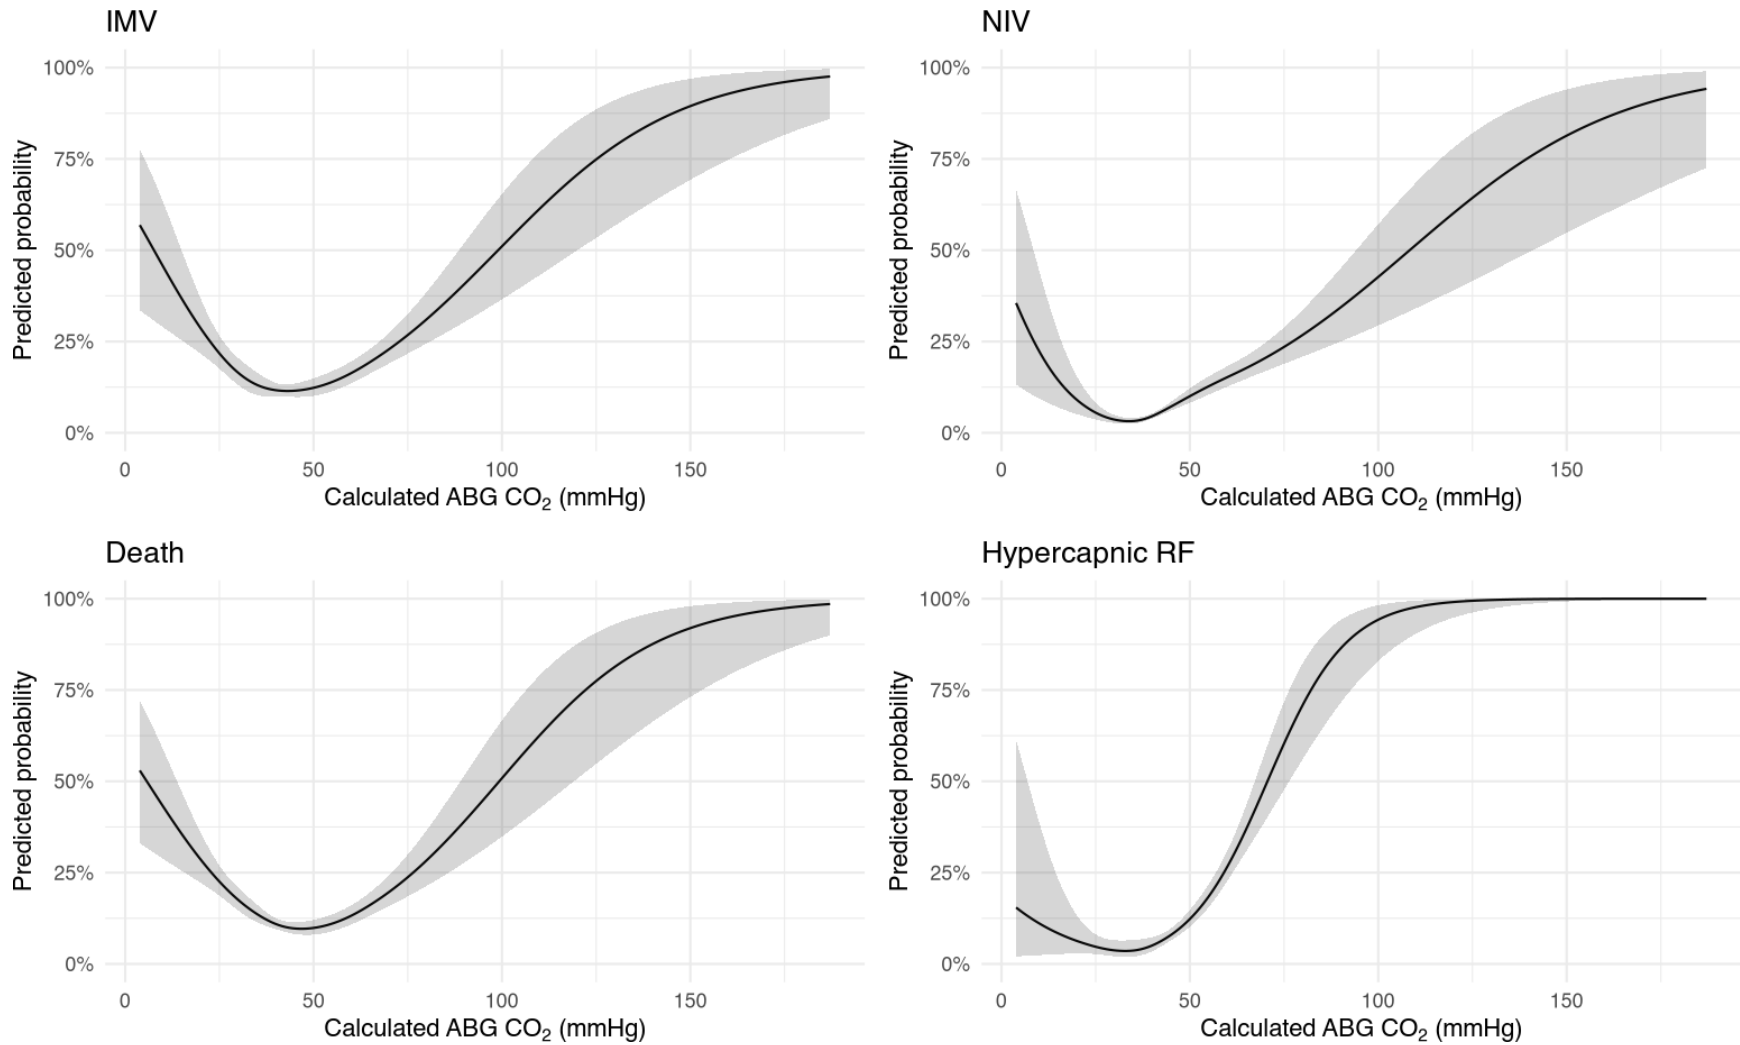 IMV
100%
75%
50%
25%
0%
Predicted probability
0 50 100 150
Calculated ABG CO₂ (mmHg)
NIV
100%
75%
50%
25%
0%
Predicted probability
0 50 100 150
Calculated ABG CO₂ (mmHg)
Death
100%
75%
50%
25%
0%
Predicted probability
0 50 100 150
Calculated ABG CO₂ (mmHg)
Hypercapnic RF
100%
75%
50%
25%
0%
Predicted probability
0 50 100 150
Calculated ABG CO₂ (mmHg)